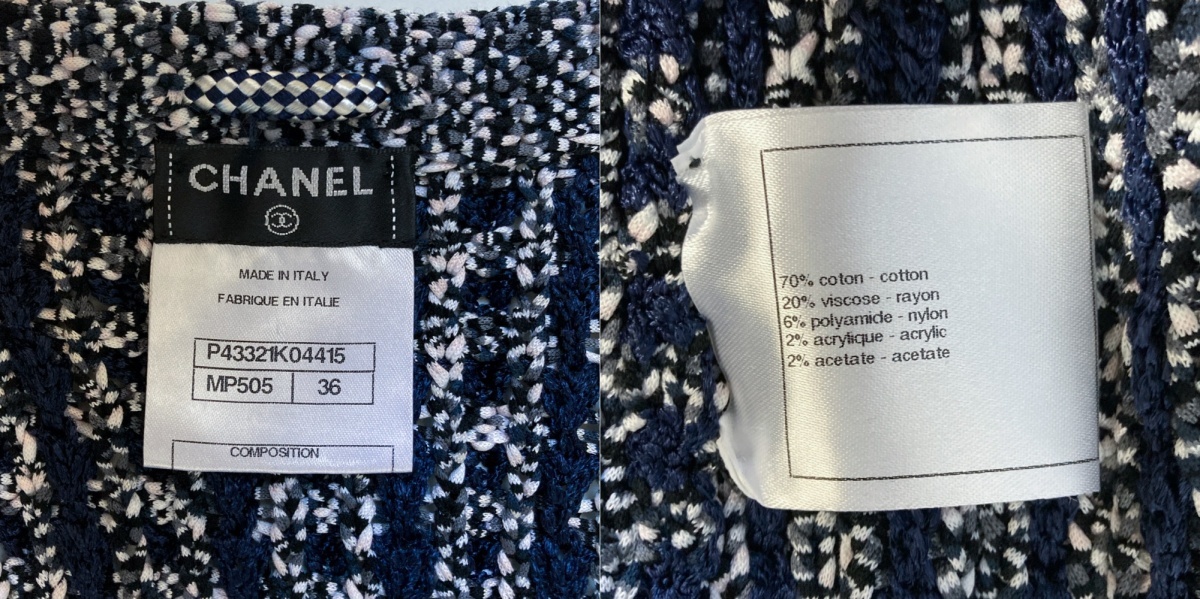 CHANEL
MADE IN ITALY
FABRIQUE EN ITALIE
P43321K04415
MP505 36
COMPOSITION
70% coton - cotton
20% viscose - rayon
6% polyamide - nylon
2% acrylique - acrylic
2% acetate - acetate